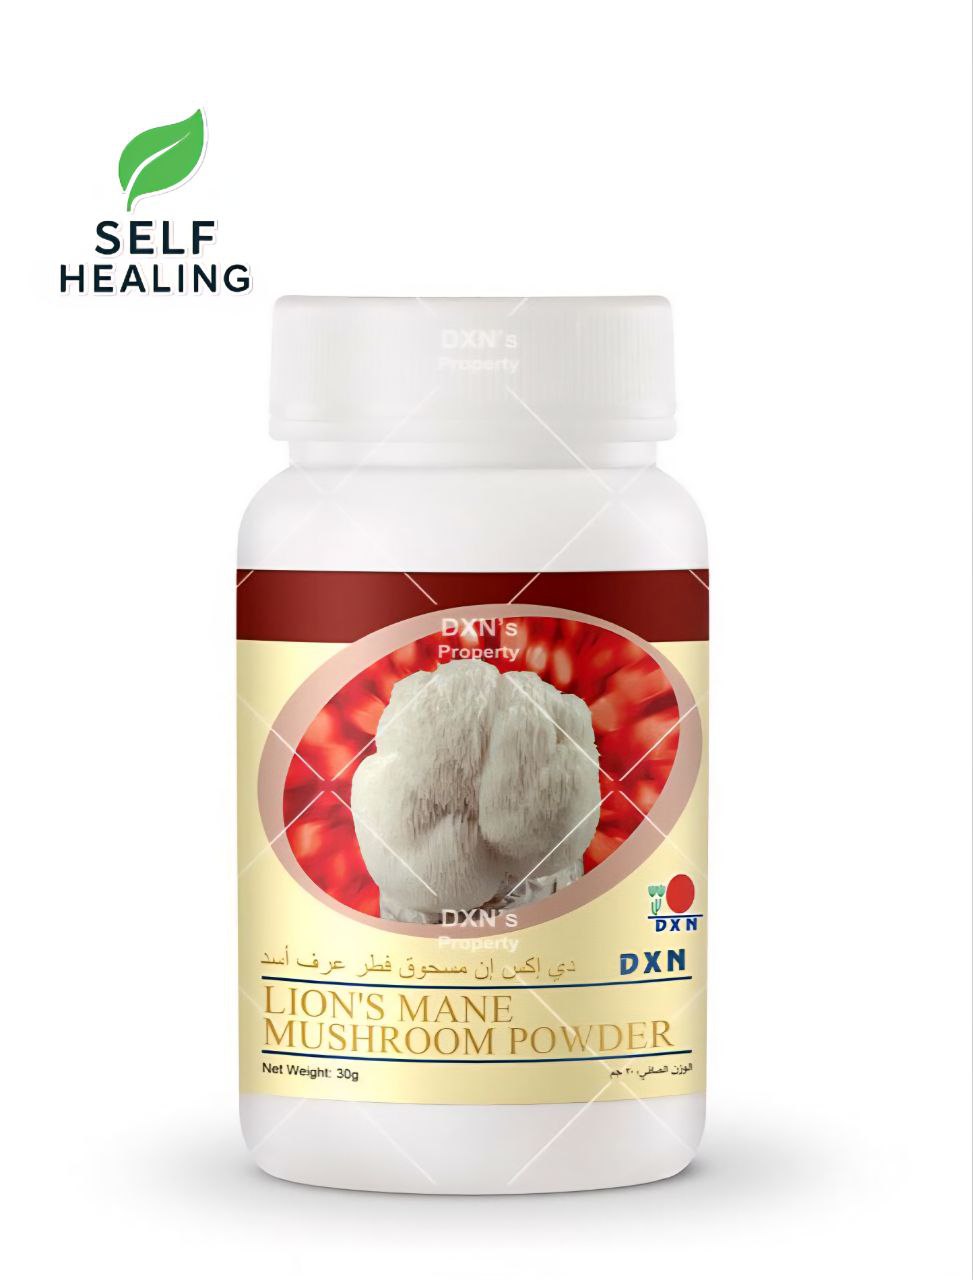 SELF
HEALING
DXN's
Property
DXN's
Property
DXN's
Property
DXN
دي إكس إن مسحوق فطر عرف أسد
DXN
LION'S MANE
MUSHROOM POWDER
Net Weight: 30g
الوزن الصافي: ٣٠ جم